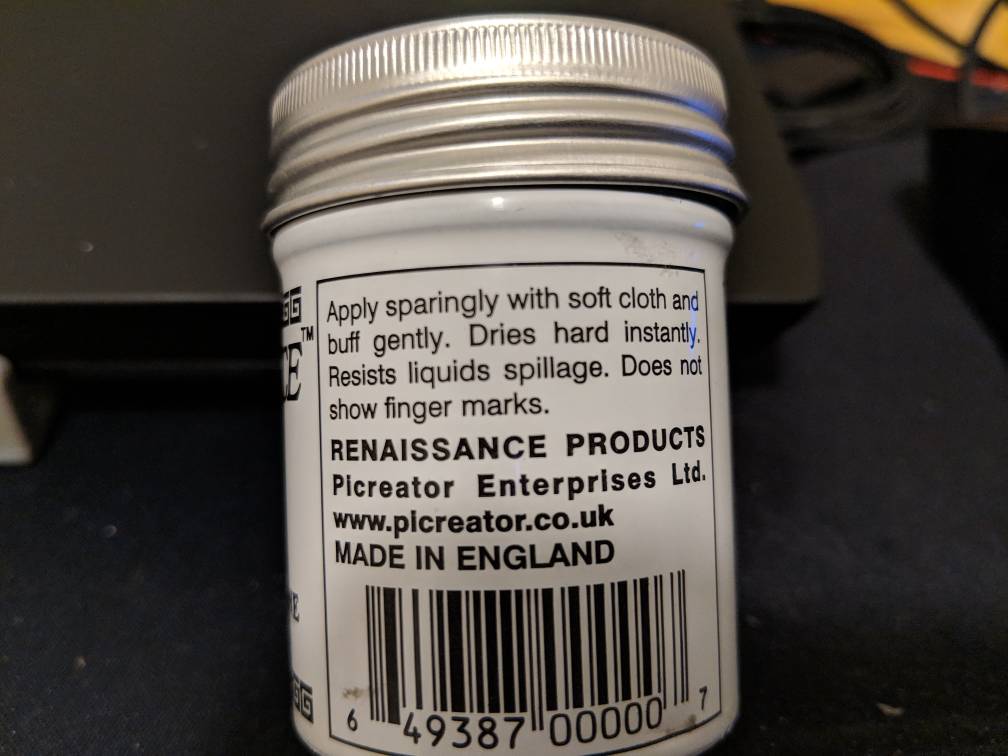 Apply sparingly with soft cloth and
buff gently. Dries hard instantly.
Resists liquids spillage. Does not
show finger marks.
RENAISSANCE PRODUCTS
Picreator Enterprises Ltd.
www.picreator.co.uk
MADE IN ENGLAND
6 49387 00000 7